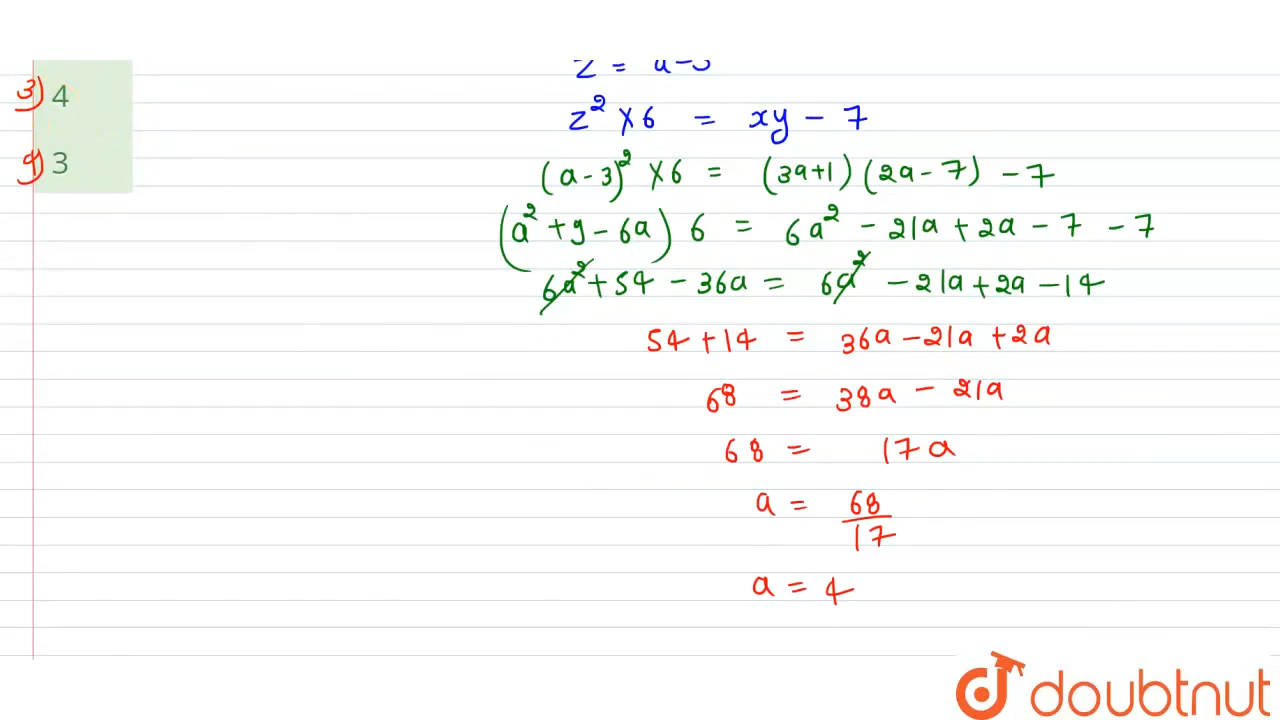 z = a-3
3) 4
z² × 6 = xy - 7
4) 3
(a-3)² × 6 = (3a+1) (2a-7) - 7
(a² + 9 - 6a) 6 = 6a² - 21a + 2a - 7 - 7
6a² + 54 - 36a = 6a² - 21a + 2a - 14
54 + 14 = 36a - 21a + 2a
68 = 38a - 21a
68 = 17a
a = 68/17
a = 4
doubtnut